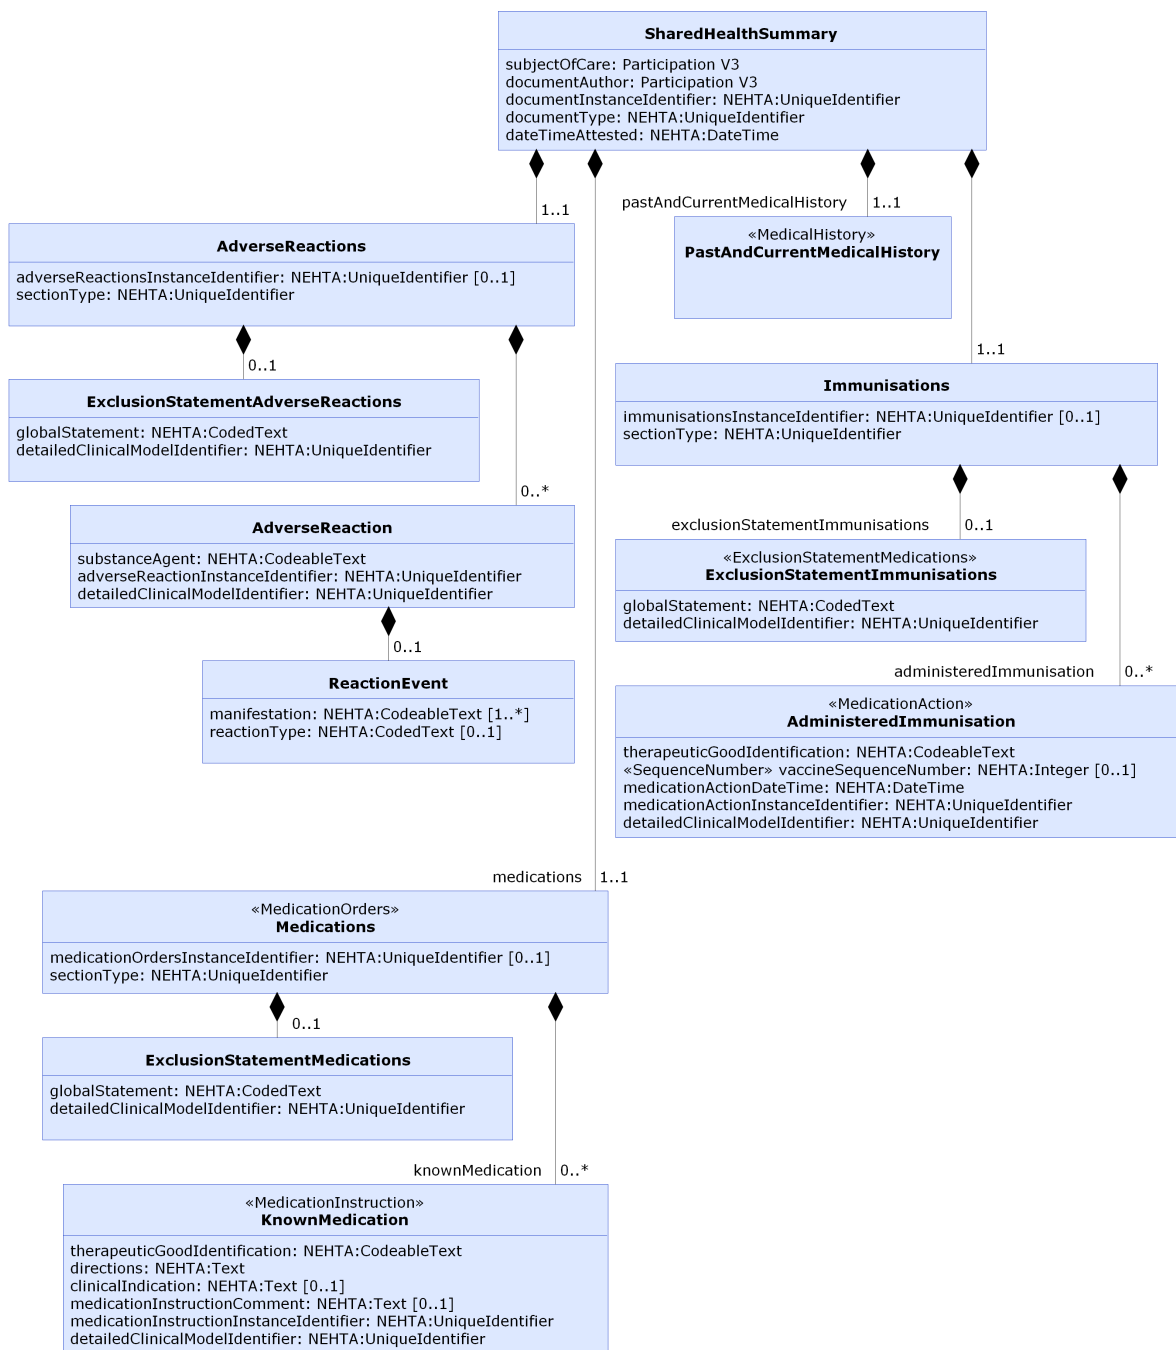 SharedHealthSummary
subjectOfCare: Participation V3
documentAuthor: Participation V3
documentInstanceIdentifier: NEHTA:UniqueIdentifier
documentType: NEHTA:UniqueIdentifier
dateTimeAttested: NEHTA:DateTime
1..1
pastAndCurrentMedicalHistory
1..1
AdverseReactions
adverseReactionsInstanceIdentifier: NEHTA:UniqueIdentifier [0..1]
sectionType: NEHTA:UniqueIdentifier
«MedicalHistory»
PastAndCurrentMedicalHistory
0..1
1..1
ExclusionStatementAdverseReactions
globalStatement: NEHTA:CodedText
detailedClinicalModelIdentifier: NEHTA:UniqueIdentifier
Immunisations
immunisationsInstanceIdentifier: NEHTA:UniqueIdentifier [0..1]
sectionType: NEHTA:UniqueIdentifier
0..*
AdverseReaction
substanceAgent: NEHTA:CodeableText
adverseReactionInstanceIdentifier: NEHTA:UniqueIdentifier
detailedClinicalModelIdentifier: NEHTA:UniqueIdentifier
exclusionStatementImmunisations
0..1
«ExclusionStatementMedications»
ExclusionStatementImmunisations
globalStatement: NEHTA:CodedText
detailedClinicalModelIdentifier: NEHTA:UniqueIdentifier
0..1
ReactionEvent
manifestation: NEHTA:CodeableText [1..*]
reactionType: NEHTA:CodedText [0..1]
administeredImmunisation
0..*
«MedicationAction»
AdministeredImmunisation
therapeuticGoodIdentification: NEHTA:CodeableText
«SequenceNumber» vaccineSequenceNumber: NEHTA:Integer [0..1]
medicationActionDateTime: NEHTA:DateTime
medicationActionInstanceIdentifier: NEHTA:UniqueIdentifier
detailedClinicalModelIdentifier: NEHTA:UniqueIdentifier
medications
1..1
«MedicationOrders»
Medications
medicationOrdersInstanceIdentifier: NEHTA:UniqueIdentifier [0..1]
sectionType: NEHTA:UniqueIdentifier
0..1
ExclusionStatementMedications
globalStatement: NEHTA:CodedText
detailedClinicalModelIdentifier: NEHTA:UniqueIdentifier
knownMedication
0..*
«MedicationInstruction»
KnownMedication
therapeuticGoodIdentification: NEHTA:CodeableText
directions: NEHTA:Text
clinicalIndication: NEHTA:Text [0..1]
medicationInstructionComment: NEHTA:Text [0..1]
medicationInstructionInstanceIdentifier: NEHTA:UniqueIdentifier
detailedClinicalModelIdentifier: NEHTA:UniqueIdentifier